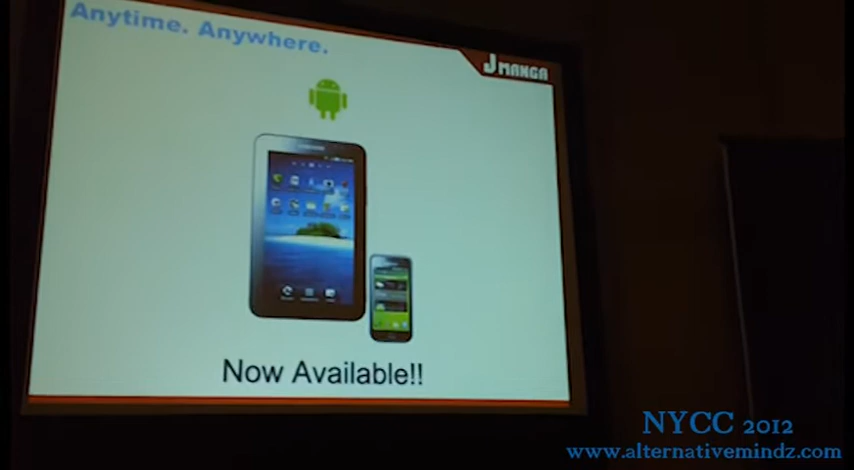 Anytime. Anywhere.
J MANGA
Now Available!!
NYCC 2012
www.alternativemindz.com